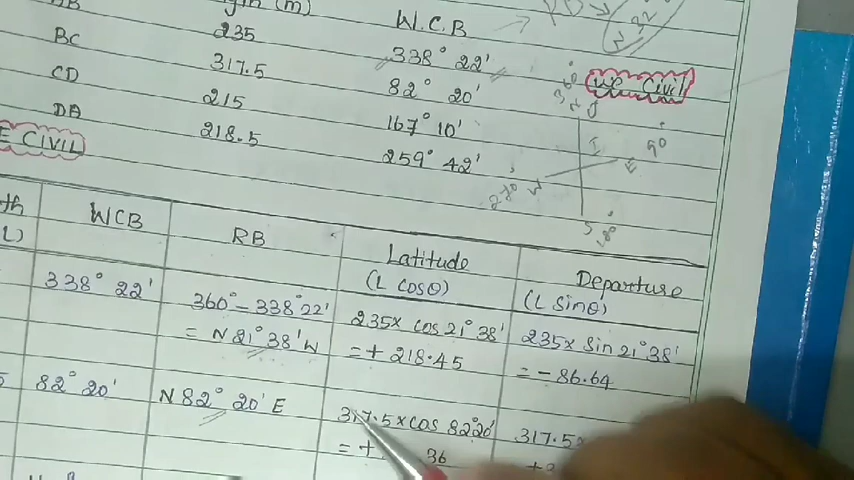 W.C.B
BC 235 338° 22'
CD 317.5 82° 20'
DA 215 167° 10'
218.5 259° 42'
E CIVIL
CIVIL
360
I
90
E
W
270
S
180
WCB RB Latitude Departure
(L) (L cosθ) (L Sinθ)
338° 22' 360° - 338° 22' 235x cos 21° 38' 235x Sin 21° 38'
= N 21° 38' W = + 218.45 = - 86.64
82° 20' N 82° 20' E 317.5 x cos 82°20' 317.5
= + 36